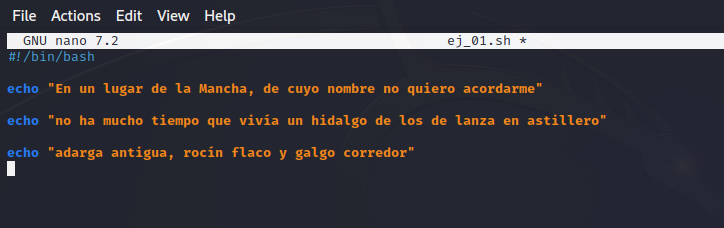 File Actions Edit View Help
GNU nano 7.2 ej_01.sh *
#!/bin/bash
echo "En un lugar de la Mancha, de cuyo nombre no quiero acordarme"
echo "no ha mucho tiempo que vivía un hidalgo de los de lanza en astillero"
echo "adarga antigua, rocín flaco y galgo corredor"